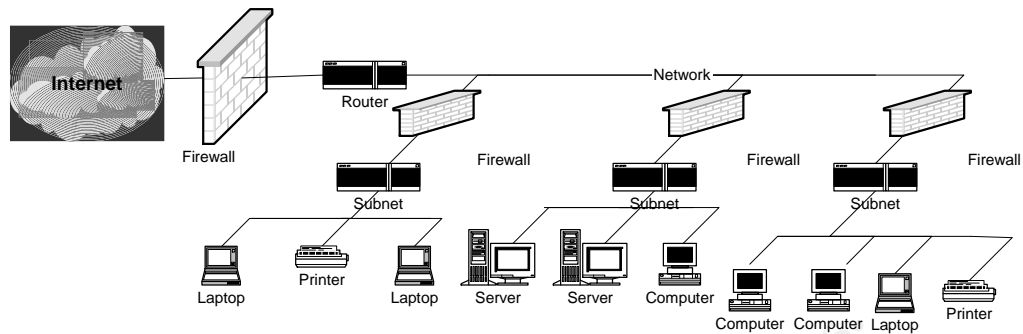 Internet
Network
Router
Firewall
Firewall
Firewall
Firewall
Subnet
Subnet
Subnet
Laptop
Printer
Laptop
Server
Server
Computer
Computer
Computer
Laptop
Printer